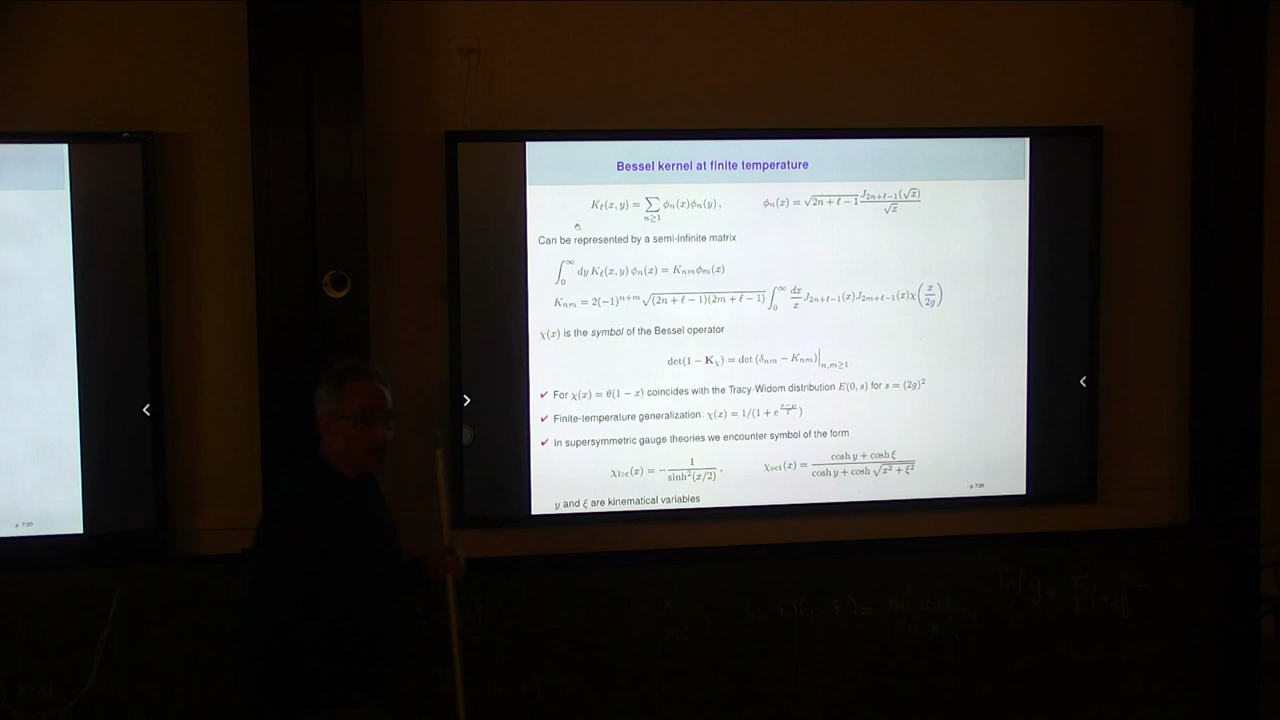 Bessel kernel at finite temperature
K_ℓ(x, y) = ∑_{n≥1} ϕ_n(x)ϕ_n(y) , ϕ_n(x) = √(2n + ℓ − 1) J_{2n+ℓ−1}(√x)/√x
Can be represented by a semi-infinite matrix
∫_0^∞ dy K_ℓ(x, y) ϕ_n(x) = K_{nm}ϕ_m(x)
K_{nm} = 2(−1)^{n+m} √((2n + ℓ − 1)(2m + ℓ − 1)) ∫_0^∞ dx/x J_{2n+ℓ−1}(x)J_{2m+ℓ−1}(x)χ(x/2g)
χ(x) is the symbol of the Bessel operator
det(1 − K_χ) = det (δ_{nm} − K_{nm})|_{n,m≥1}
✔ For χ(x) = θ(1 − x) coincides with the Tracy-Widom distribution E(0, s) for s = (2g)²
✔ Finite-temperature generalization: χ(x) = 1/(1 + e^{(x−μ)/T})
✔ In supersymmetric gauge theories we encounter symbol of the form
χ_{loc}(x) = − 1/sinh²(x/2) , χ_{oct}(x) = (cosh y + cosh ξ)/(cosh y + cosh √(x² + ξ²))
y and ξ are kinematical variables
- p. 7/20
- p. 7/20